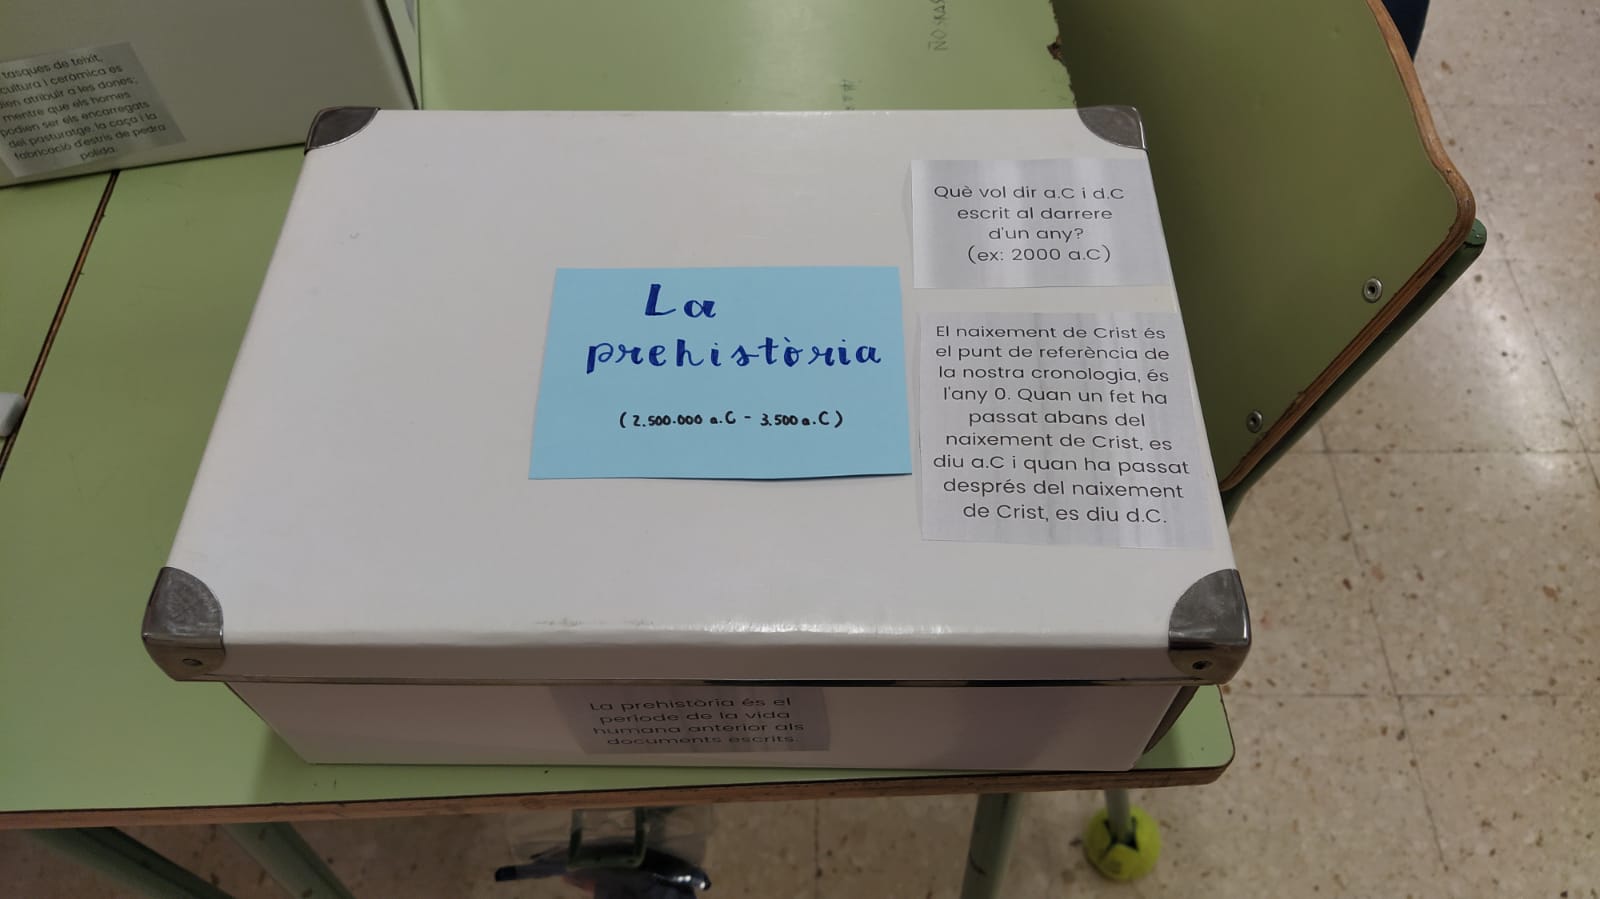 tasques de teixit,
cultura i ceràmica es
dien atribuir a les dones,
mentre que els homes
podien ser els encarregats
del pasturatge, la caça i la
fabricació d'estris de pedra
polida.
La
prehistòria
(2.500.000 a.C - 3.500 a.C)
Què vol dir a.C i d.C
escrit al darrere
d'un any?
(ex: 2000 a.C)
El naixement de Crist és
el punt de referència de
la nostra cronologia, és
l'any 0. Quan un fet ha
passat abans del
naixement de Crist, es
diu a.C i quan ha passat
després del naixement
de Crist, es diu d.C.
La prehistòria és el
període de la vida
humana anterior als
documents escrits.